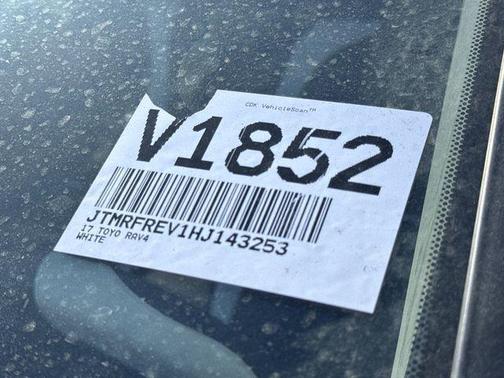 CDK VehicleScan™
V1852
JTMRFREV1HJ143253
17 TOYO RAV4
WHITE